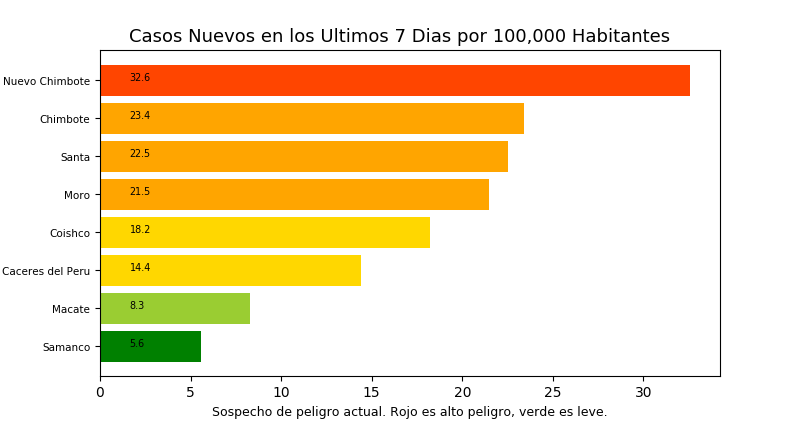 Casos Nuevos en los Ultimos 7 Dias por 100,000 Habitantes
Nuevo Chimbote 32.6
Chimbote 23.4
Santa 22.5
Moro 21.5
Coishco 18.2
Caceres del Peru 14.4
Macate 8.3
Samanco 5.6
0 5 10 15 20 25 30
Sospecho de peligro actual. Rojo es alto peligro, verde es leve.